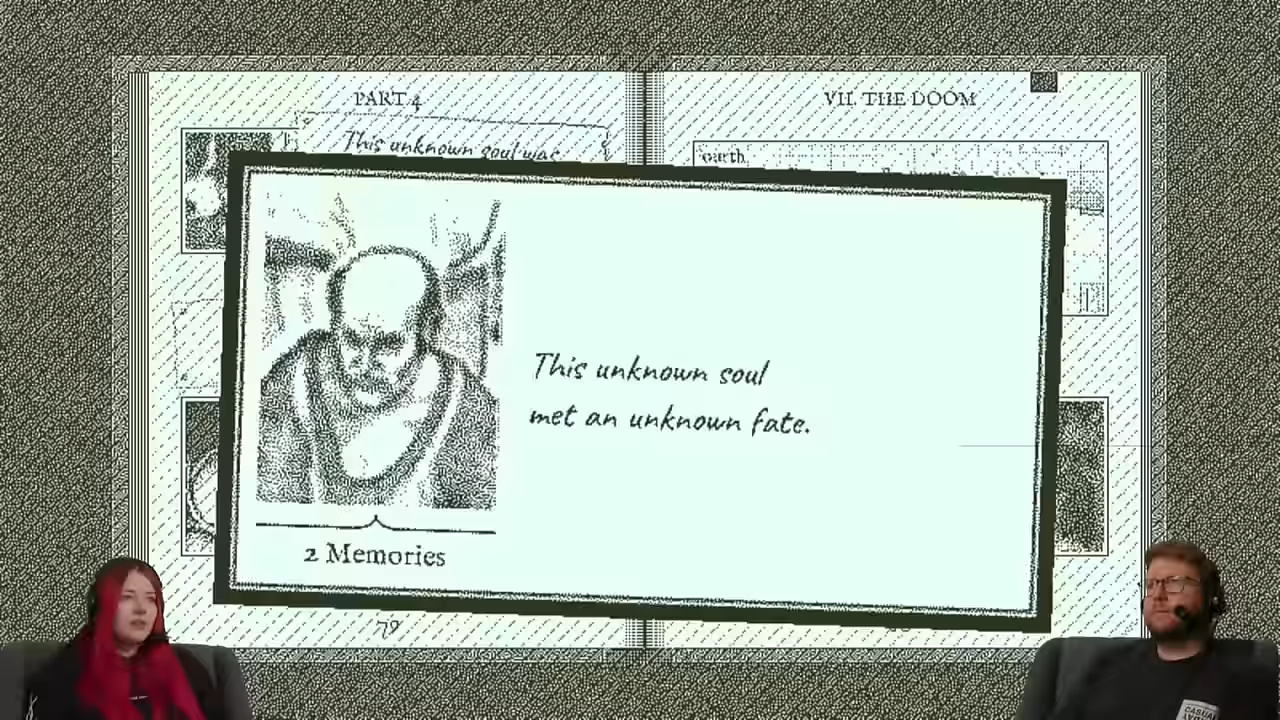 PART 4
VII. THE DOOM
This unknown soul was
ourth
This unknown soul
met an unknown fate.
2 Memories
79